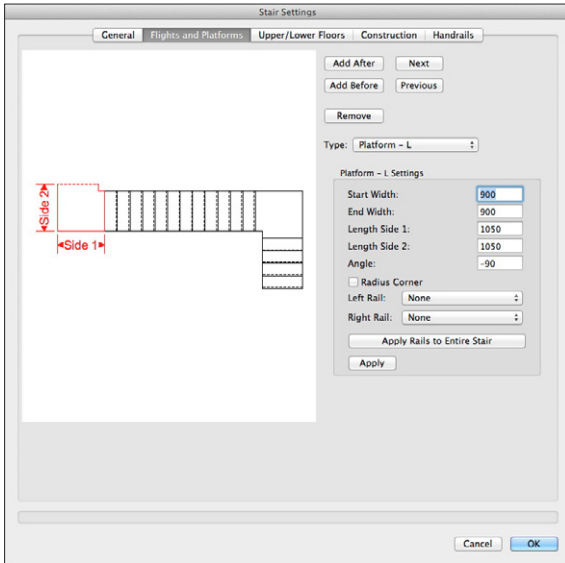 Stair Settings
General Flights and Platforms Upper/Lower Floors Construction Handrails
Add After Next
Add Before Previous
Remove
Type: Platform - L
Platform - L Settings
Start Width: 900
End Width: 900
Length Side 1: 1050
Length Side 2: 1050
Angle: -90
Radius Corner
Left Rail: None
Right Rail: None
Apply Rails to Entire Stair
Apply
Side 2
Side 1
Cancel OK